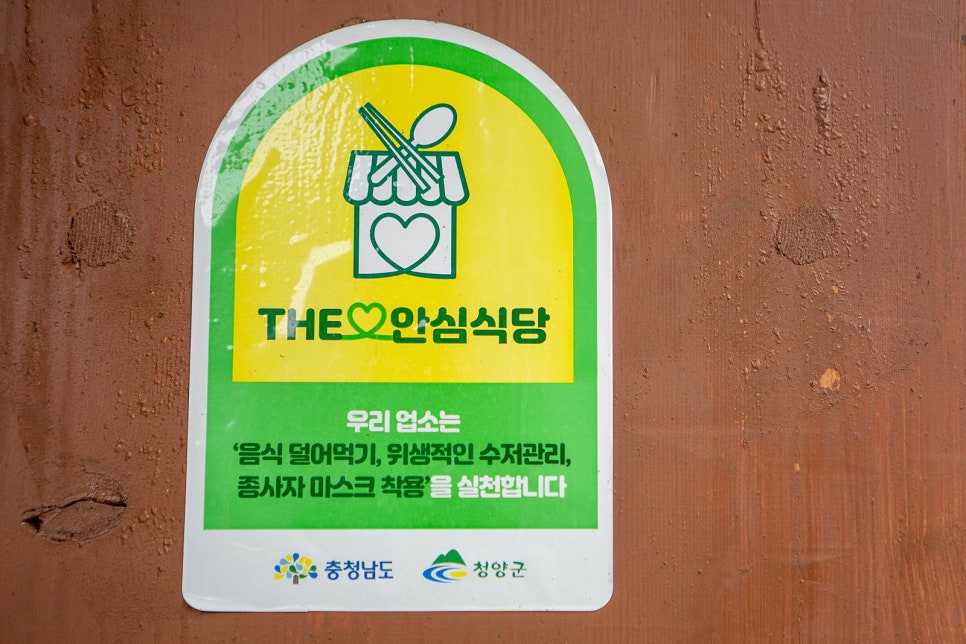 THE 안심식당
우리 업소는
‘음식 덜어먹기, 위생적인 수저관리,
종사자 마스크 착용’을 실천합니다
충청남도 청양군